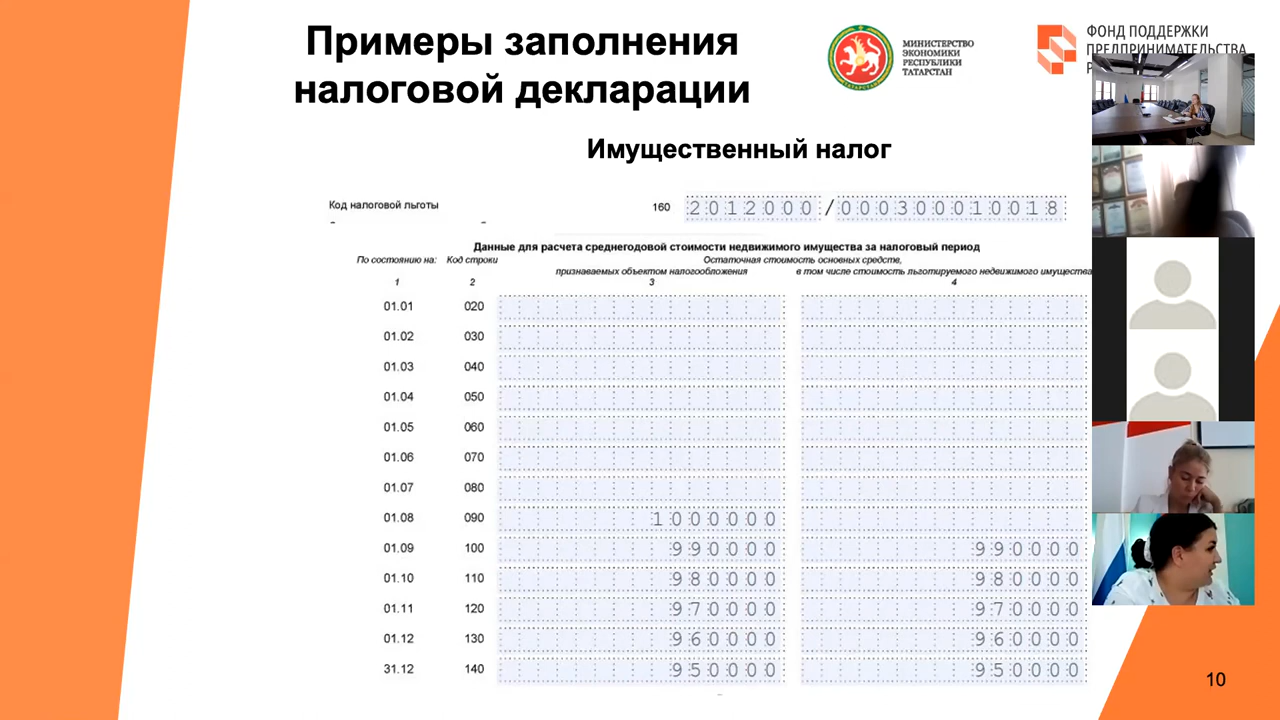 Примеры заполнения
налоговой декларации
МИНИСТЕРСТВО
ЭКОНОМИКИ
РЕСПУБЛИКИ
ТАТАРСТАН
ТАТАРСТАН
ФОНД ПОДДЕРЖКИ
ПРЕДПРИНИМАТЕЛЬСТВА
Имущественный налог
Код налоговой льготы 160 2012000/000300010018
Данные для расчета среднегодовой стоимости недвижимого имущества за налоговый период
По состоянию на: Код строки Остаточная стоимость основных средств,
признаваемых объектом налогообложения в том числе стоимость льготируемого недвижимого имущества
1 2 3 4
01.01 020
01.02 030
01.03 040
01.04 050
01.05 060
01.06 070
01.07 080
01.08 090 1000000
01.09 100 990000 990000
01.10 110 980000 980000
01.11 120 970000 970000
01.12 130 960000 960000
31.12 140 950000 950000
10